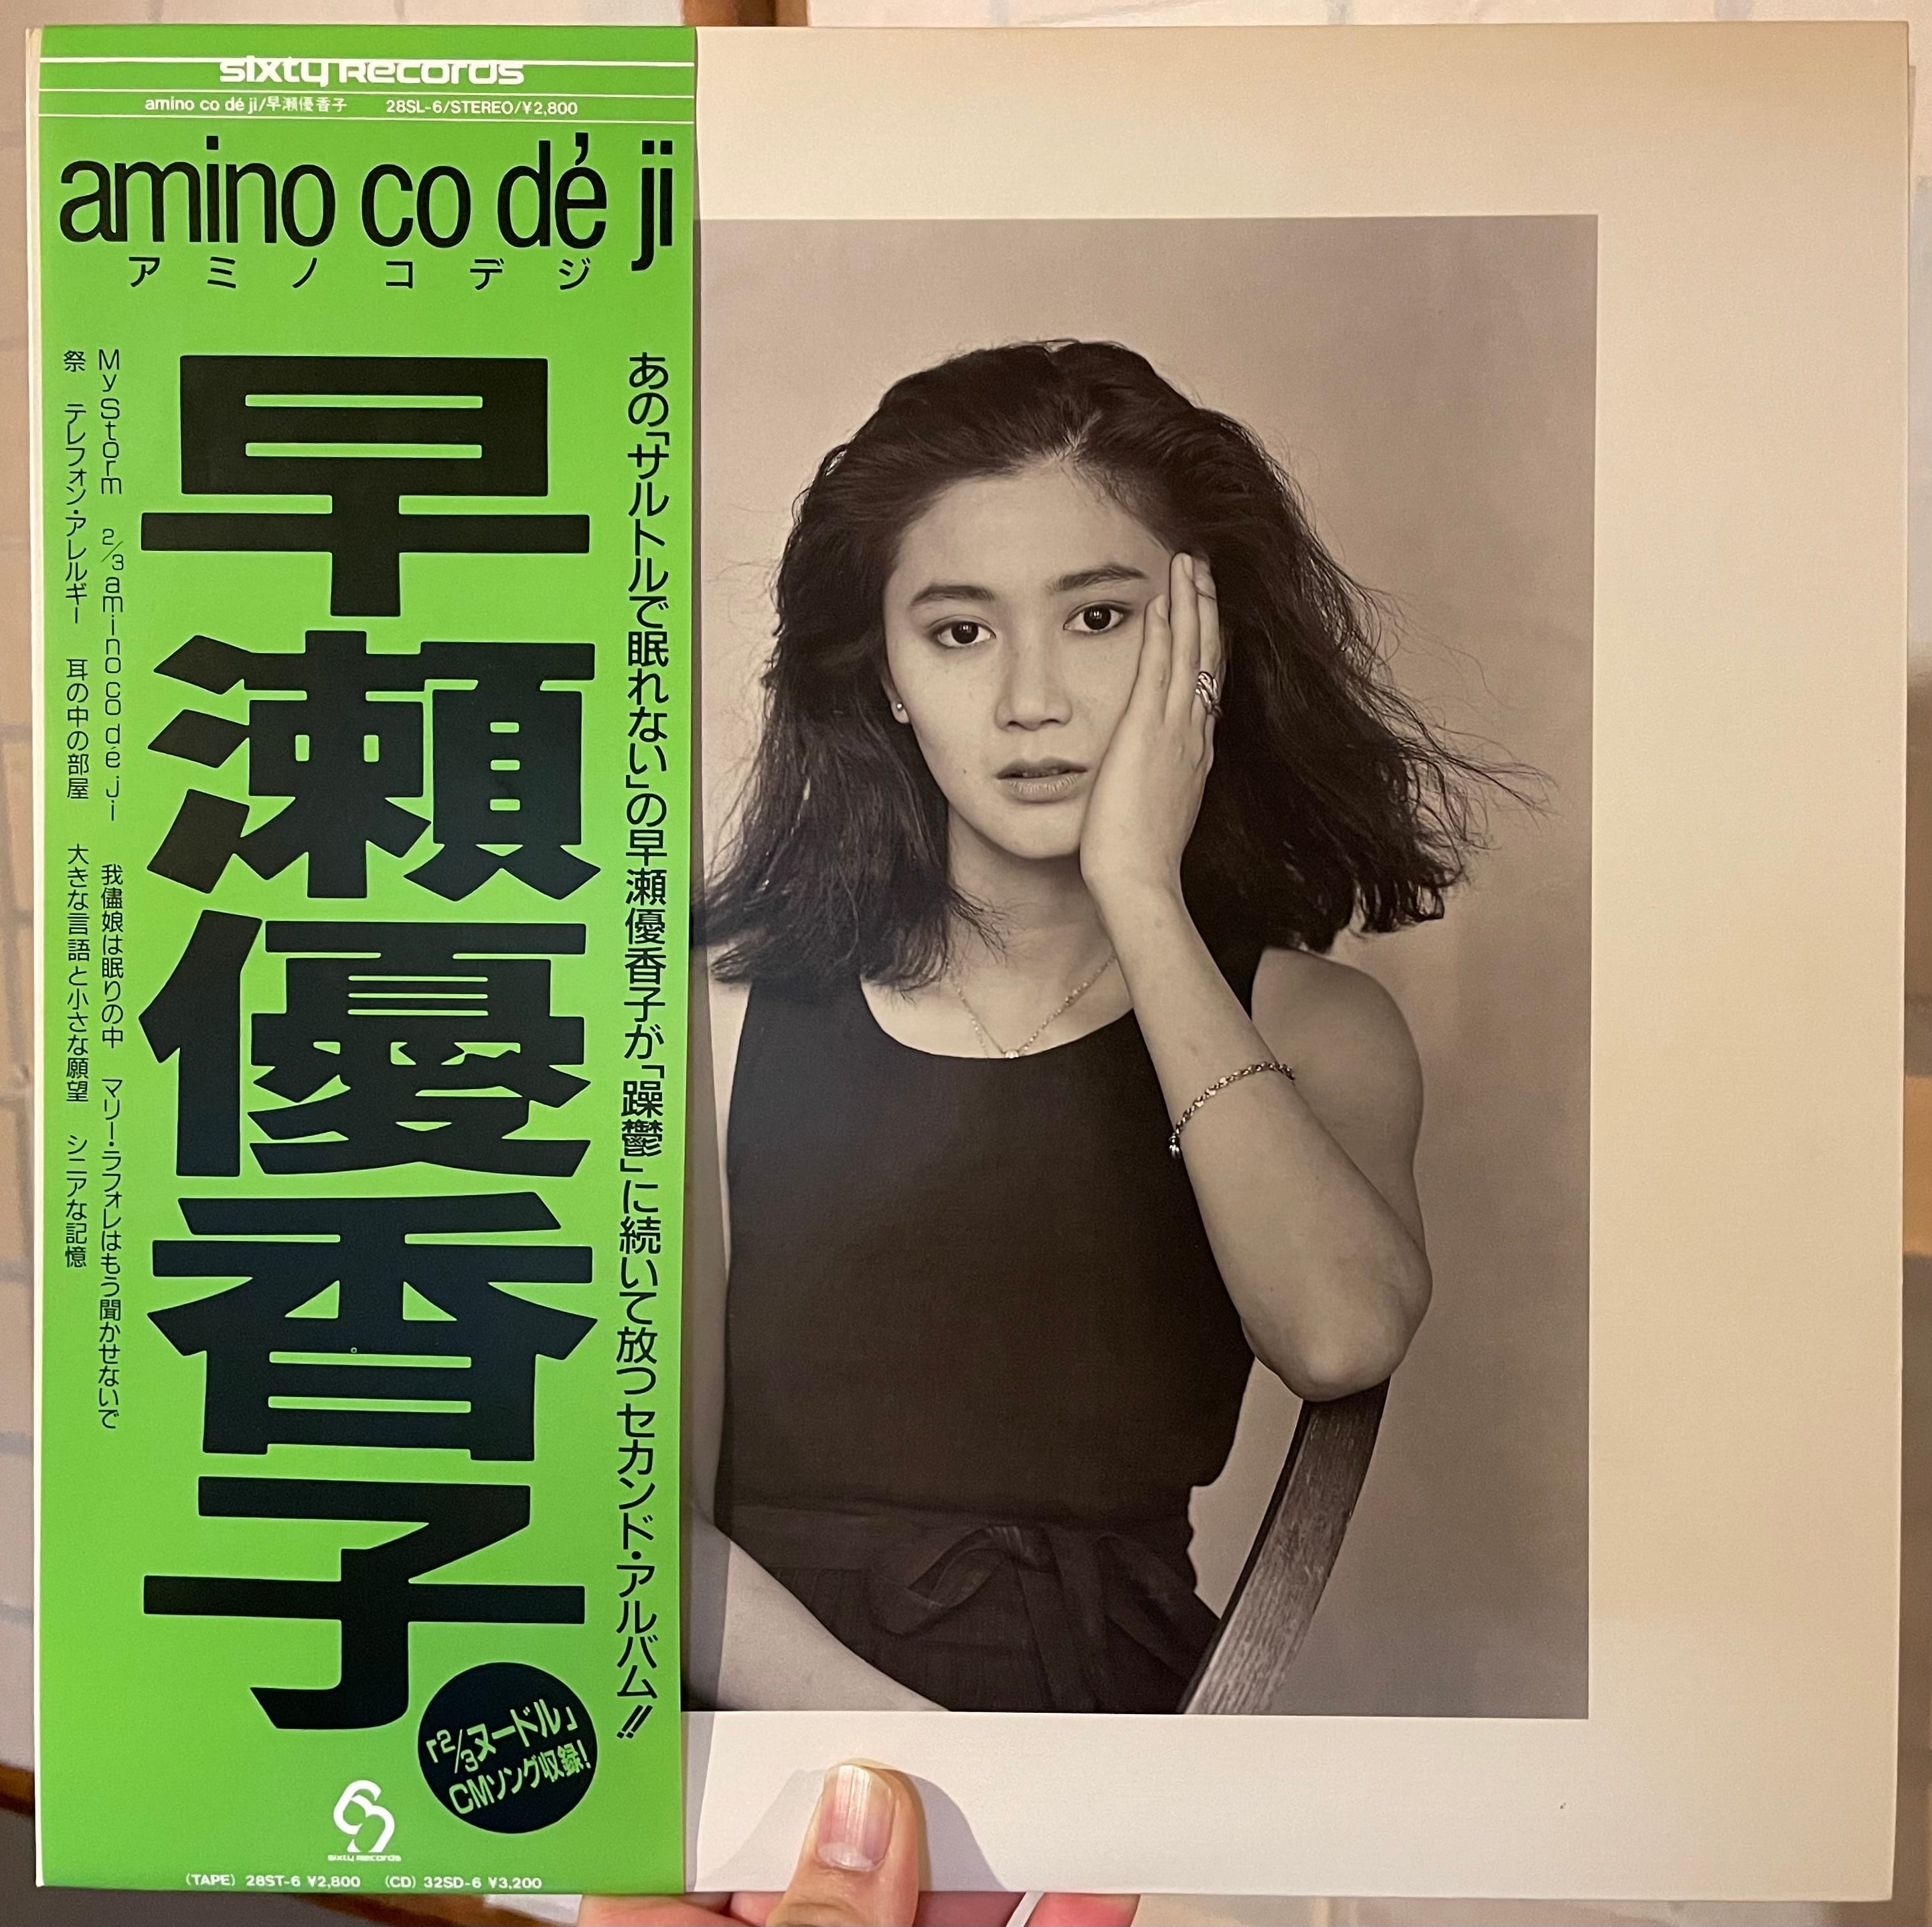 sixty Records
amino co dé ji/早瀬優香子 28SL-6/STEREO/¥2,800
amino co dé ji
アミノコデジ
あの「サルトルで眠れない」の早瀬優香子が「躁鬱」に続いて放つセカンド・アルバム!!
早瀬優香子
My Storm 2/3 amino co dé ji 我儘娘は眠りの中 マリー・ラフォレはもう聞かせないで
祭 テレフォン・アレルギー 耳の中の部屋 大きな言語と小さな願望 シニアな記憶
「2/3ヌードル」
CMソング収録!
sixty Records
(TAPE) 28ST-6 ¥2,800 (CD) 32SD-6 ¥3,200